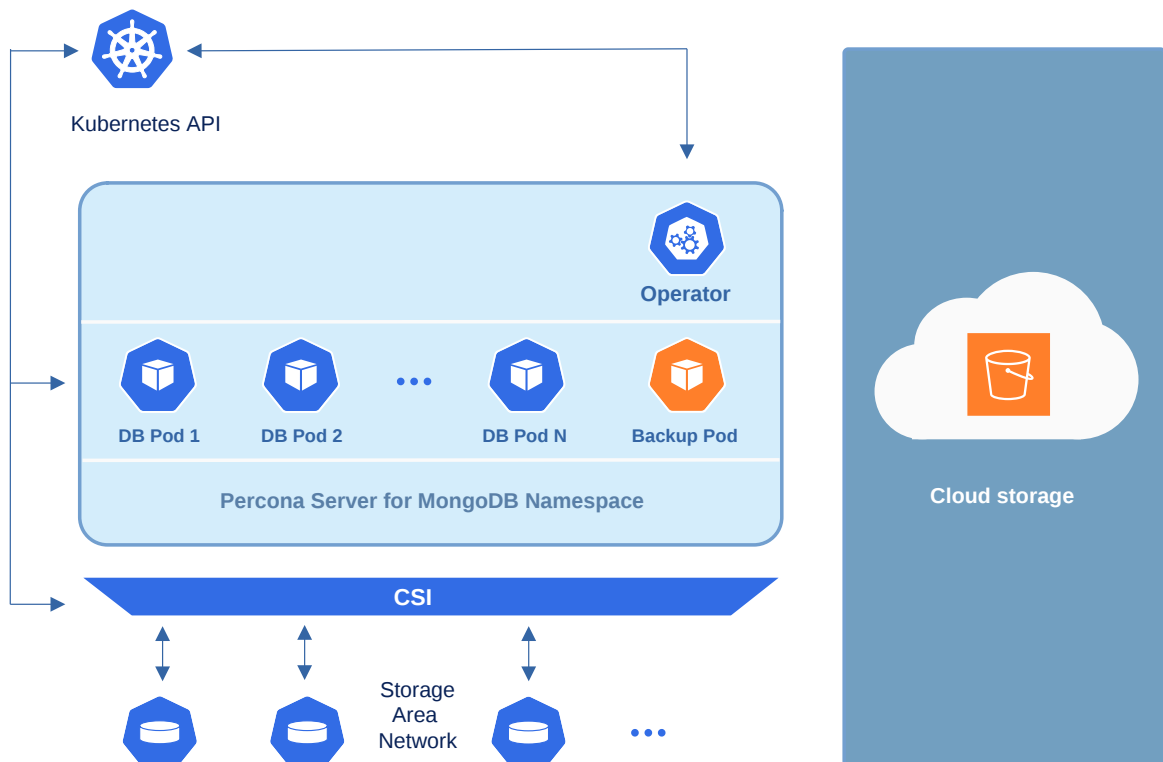 Kubernetes API
Operator
DB Pod 1
DB Pod 2
DB Pod N
Backup Pod
Percona Server for MongoDB Namespace
Cloud storage
CSI
Storage
Area
Network